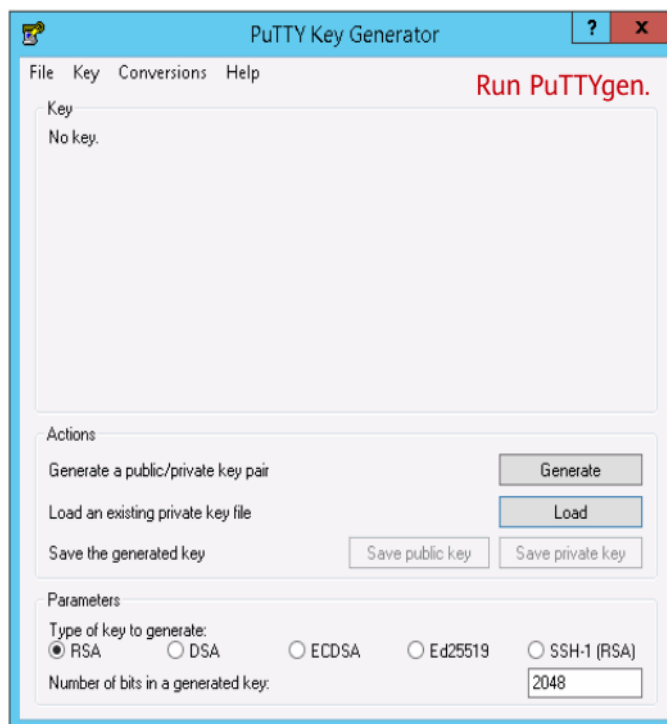 PuTTY Key Generator
? x
File Key Conversions Help
Run PuTTYgen.
Key
No key.
Actions
Generate a public/private key pair Generate
Load an existing private key file Load
Save the generated key Save public key Save private key
Parameters
Type of key to generate:
RSA DSA ECDSA Ed25519 SSH-1 (RSA)
Number of bits in a generated key: 2048